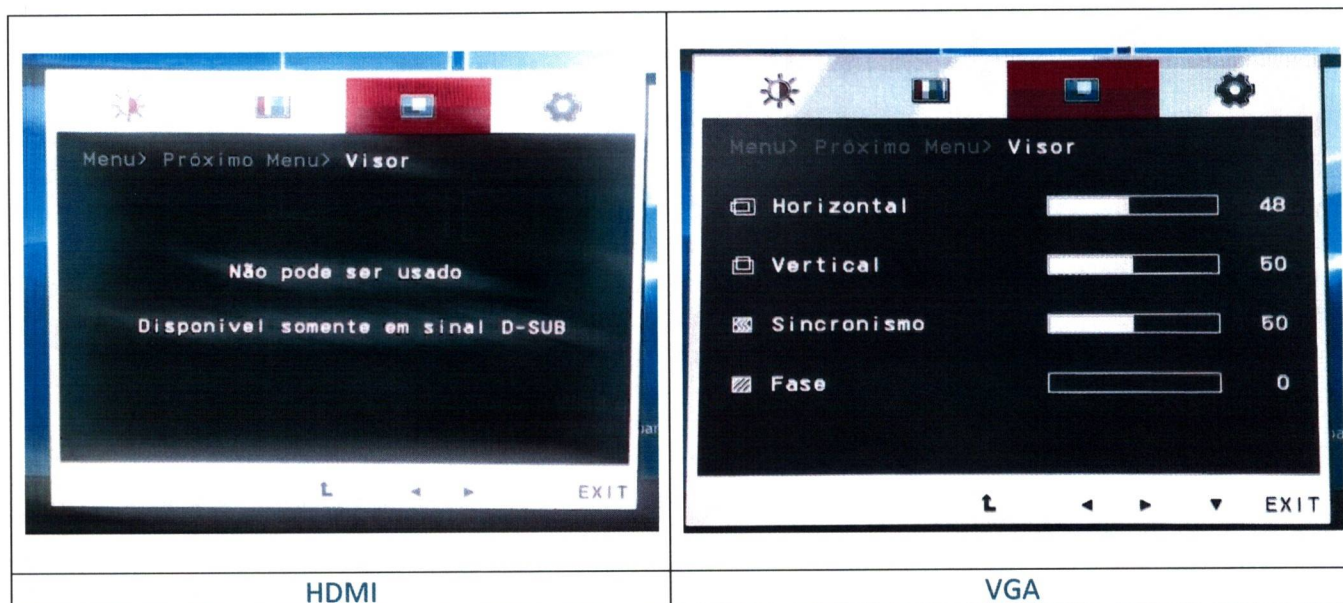 Menu> Próximo Menu> Visor
Não pode ser usado
Disponível somente em sinal D-SUB
EXIT
HDMI
Menu> Próximo Menu> Visor
Horizontal 48
Vertical 50
Sincronismo 50
Fase 0
EXIT
VGA